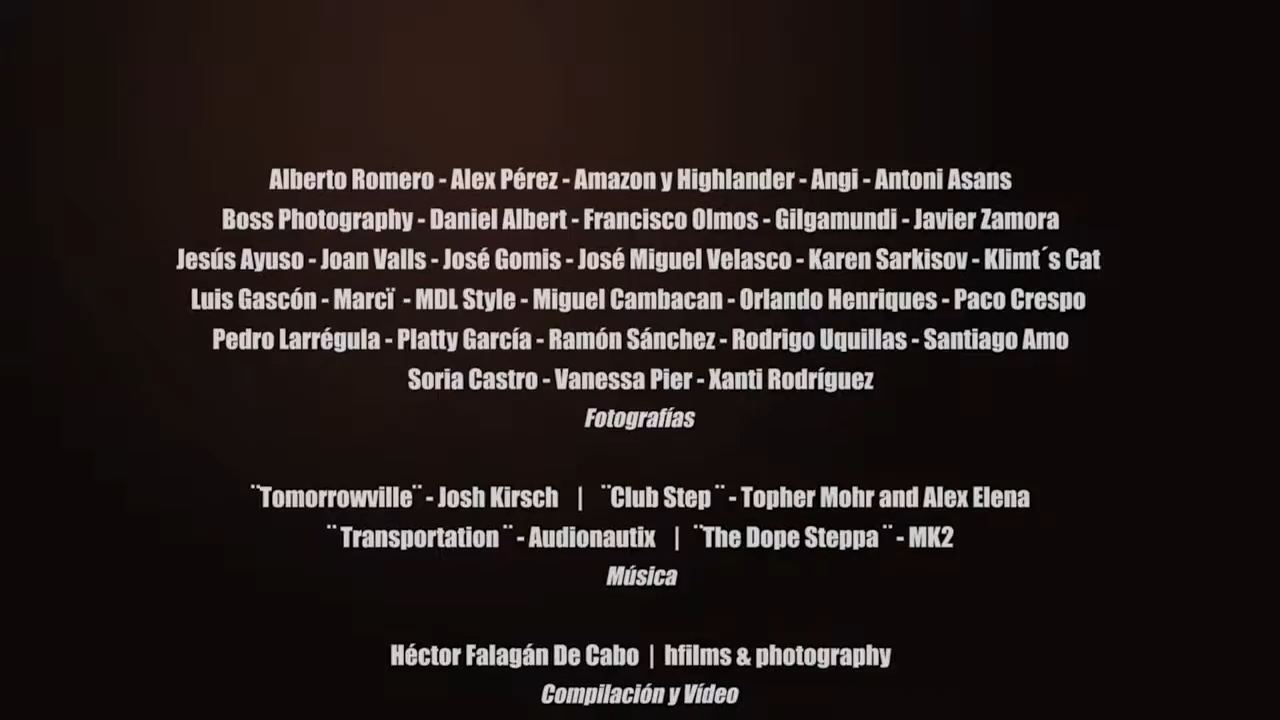 Alberto Romero - Alex Pérez - Amazon y Highlander - Angi - Antoni Asans
Boss Photography - Daniel Albert - Francisco Olmos - Gilgamundi - Javier Zamora
Jesús Ayuso - Joan Valls - José Gomis - José Miguel Velasco - Karen Sarkisov - Klimt´s Cat
Luis Gascón - Marcï - MDL Style - Miguel Cambacan - Orlando Henriques - Paco Crespo
Pedro Larrégula - Platty García - Ramón Sánchez - Rodrigo Uquillas - Santiago Amo
Soria Castro - Vanessa Pier - Xanti Rodríguez
Fotografías
¨Tomorrowville¨ - Josh Kirsch | ¨Club Step ¨ - Topher Mohr and Alex Elena
¨ Transportation ¨ - Audionautix | ¨The Dope Steppa ¨ - MK2
Música
Héctor Falagán De Cabo | hfilms & photography
Compilación y Vídeo